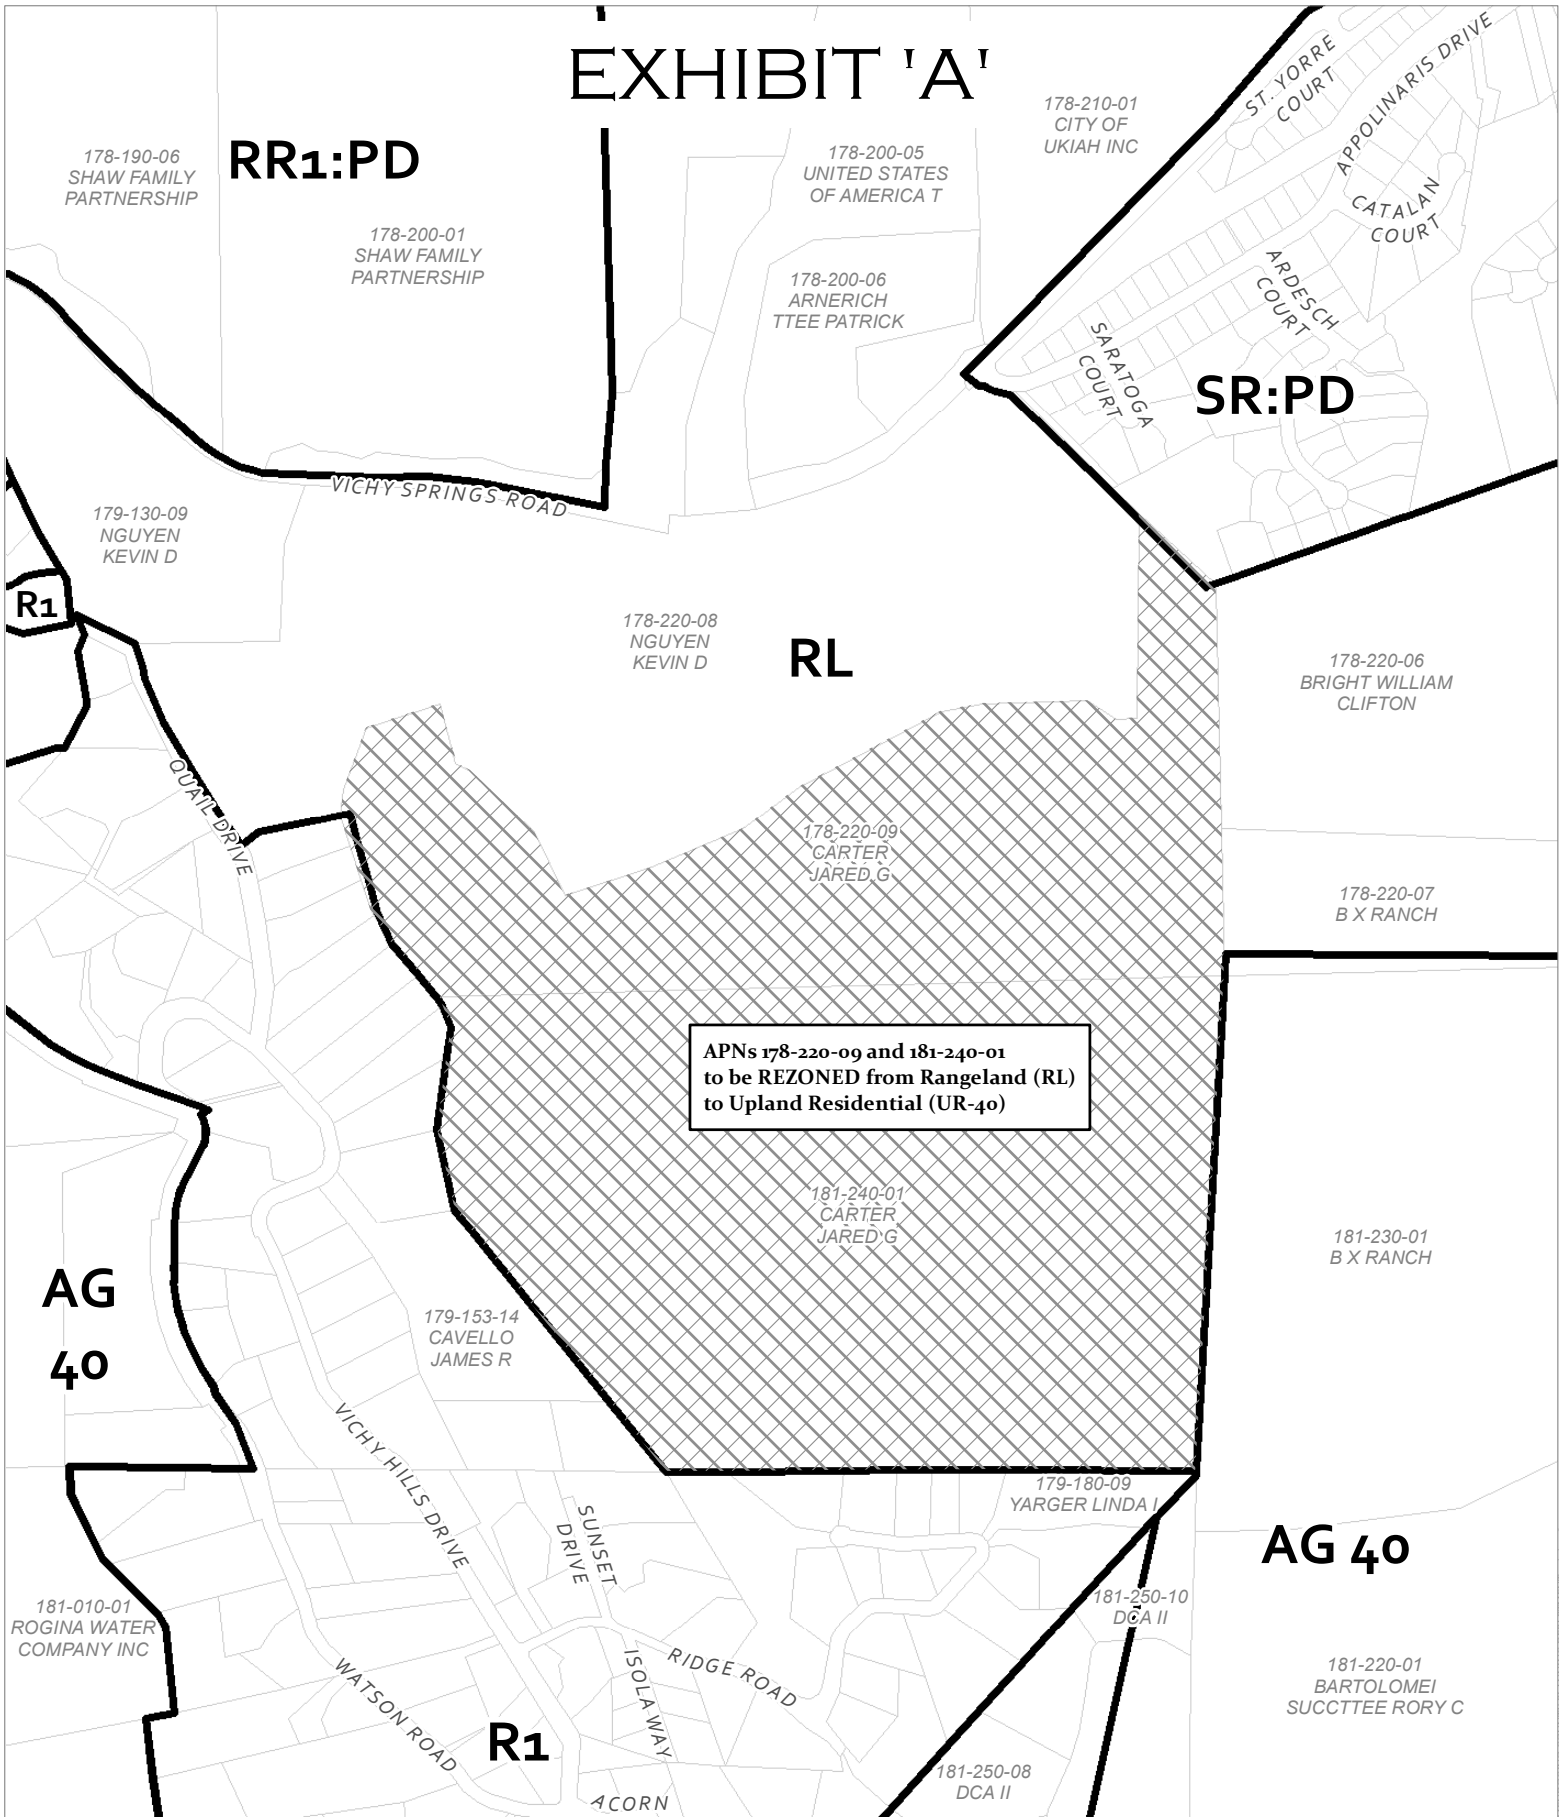 EXHIBIT 'A'
ST. YORRE
COURT
APPOLINARIS DRIVE
178-210-01
CITY OF
UKIAH INC
178-190-06
SHAW FAMILY
PARTNERSHIP
RR1:PD
178-200-05
UNITED STATES
OF AMERICA T
CATALAN
COURT
178-200-01
SHAW FAMILY
PARTNERSHIP
178-200-06
ARNERICH
TTEE PATRICK
ARDESCH
COURT
SARATOGA
COURT
SR:PD
VICHY SPRINGS ROAD
179-130-09
NGUYEN
KEVIN D
R1
178-220-08
NGUYEN
KEVIN D
RL
178-220-06
BRIGHT WILLIAM
CLIFTON
QUAIL DRIVE
178-220-09
CARTER
JARED G
178-220-07
B X RANCH
APNs 178-220-09 and 181-240-01
to be REZONED from Rangeland (RL)
to Upland Residential (UR-40)
181-240-01
CARTER
JARED G
181-230-01
B X RANCH
AG
40
179-153-14
CAVELLO
JAMES R
VICHY HILLS DRIVE
179-180-09
YARGER LINDA I
SUNSET
DRIVE
AG 40
181-250-10
DCA II
181-010-01
ROGINA WATER
COMPANY INC
RIDGE ROAD
ISOLA WAY
WATSON ROAD
181-220-01
BARTOLOMEI
SUCCTTEE RORY C
R1
181-250-08
DCA II
ACORN